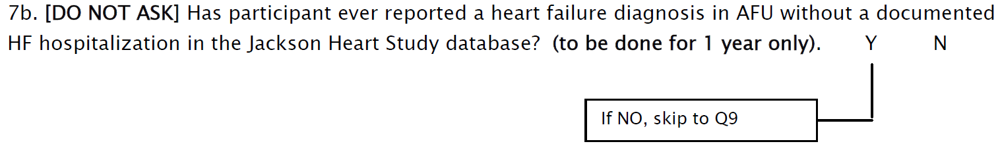 7b. [DO NOT ASK] Has participant ever reported a heart failure diagnosis in AFU without a documented
HF hospitalization in the Jackson Heart Study database? (to be done for 1 year only). Y N
If NO, skip to Q9